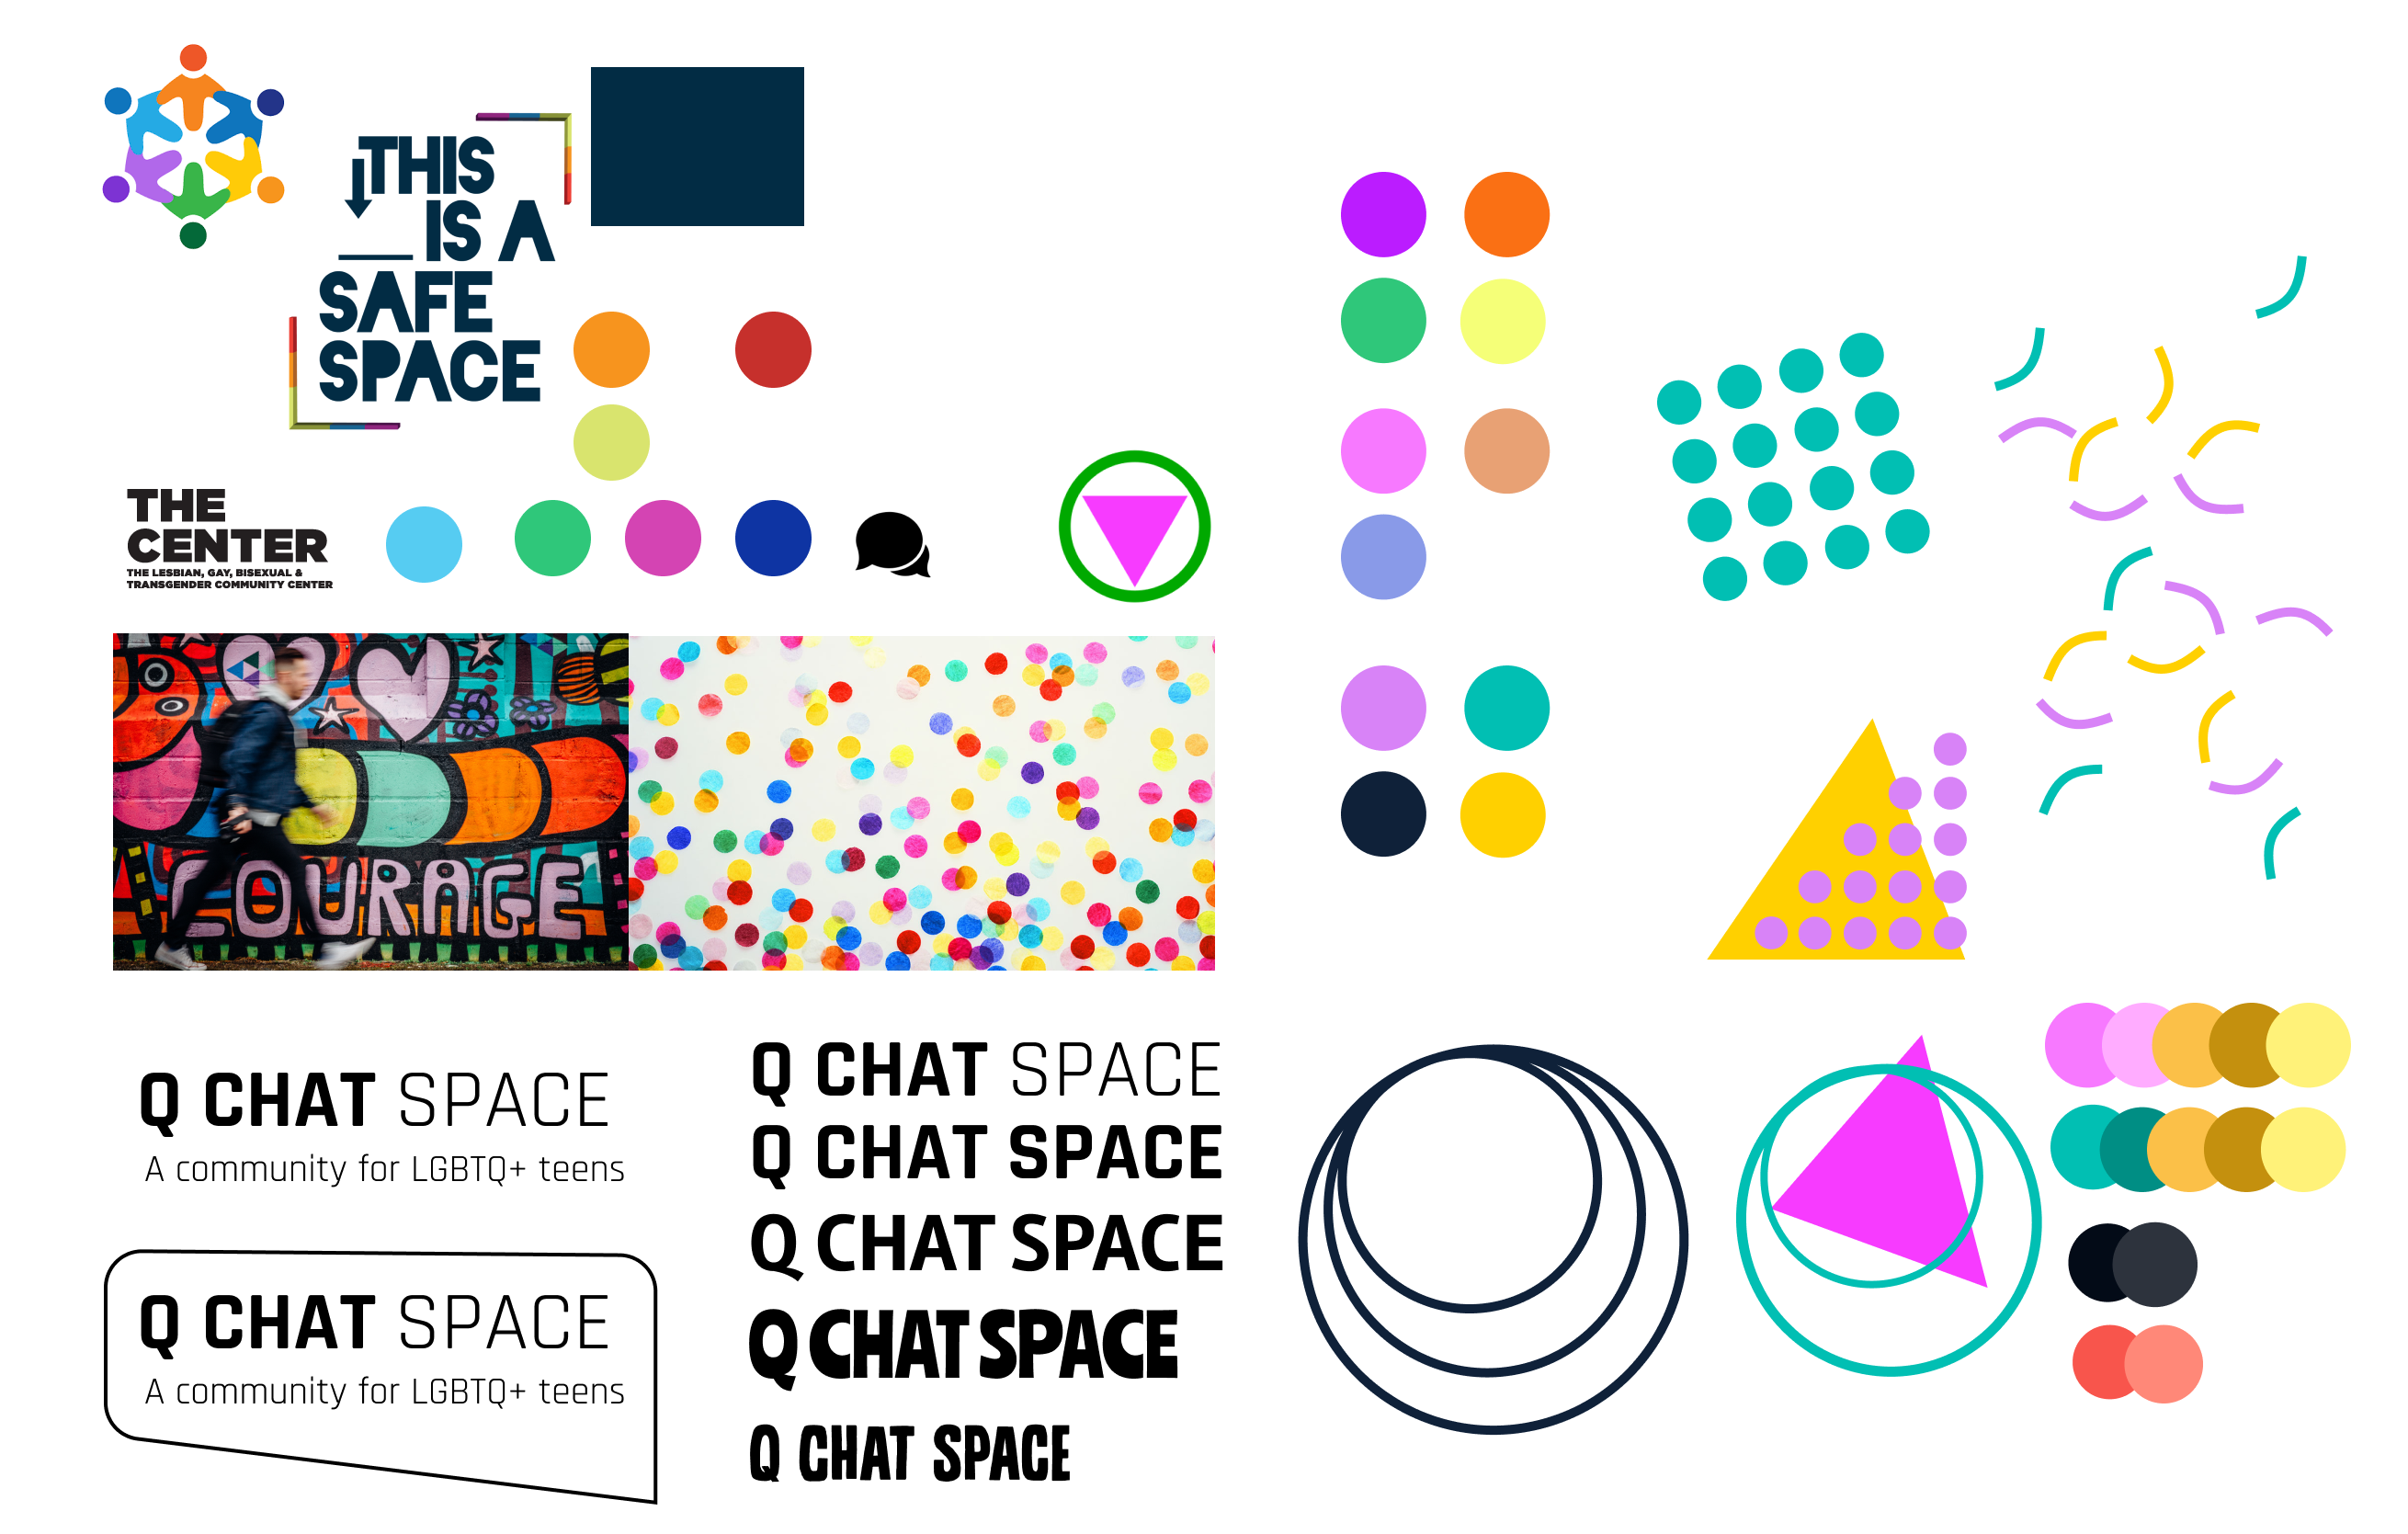 THIS
IS A
SAFE
SPACE
THE
CENTER
THE LESBIAN, GAY, BISEXUAL &
TRANSGENDER COMMUNITY CENTER
COURAGE
Q CHAT SPACE
A community for LGBTQ+ teens
Q CHAT SPACE
A community for LGBTQ+ teens
Q CHAT SPACE
Q CHAT SPACE
Q CHAT SPACE
Q CHAT SPACE
Q CHAT SPACE